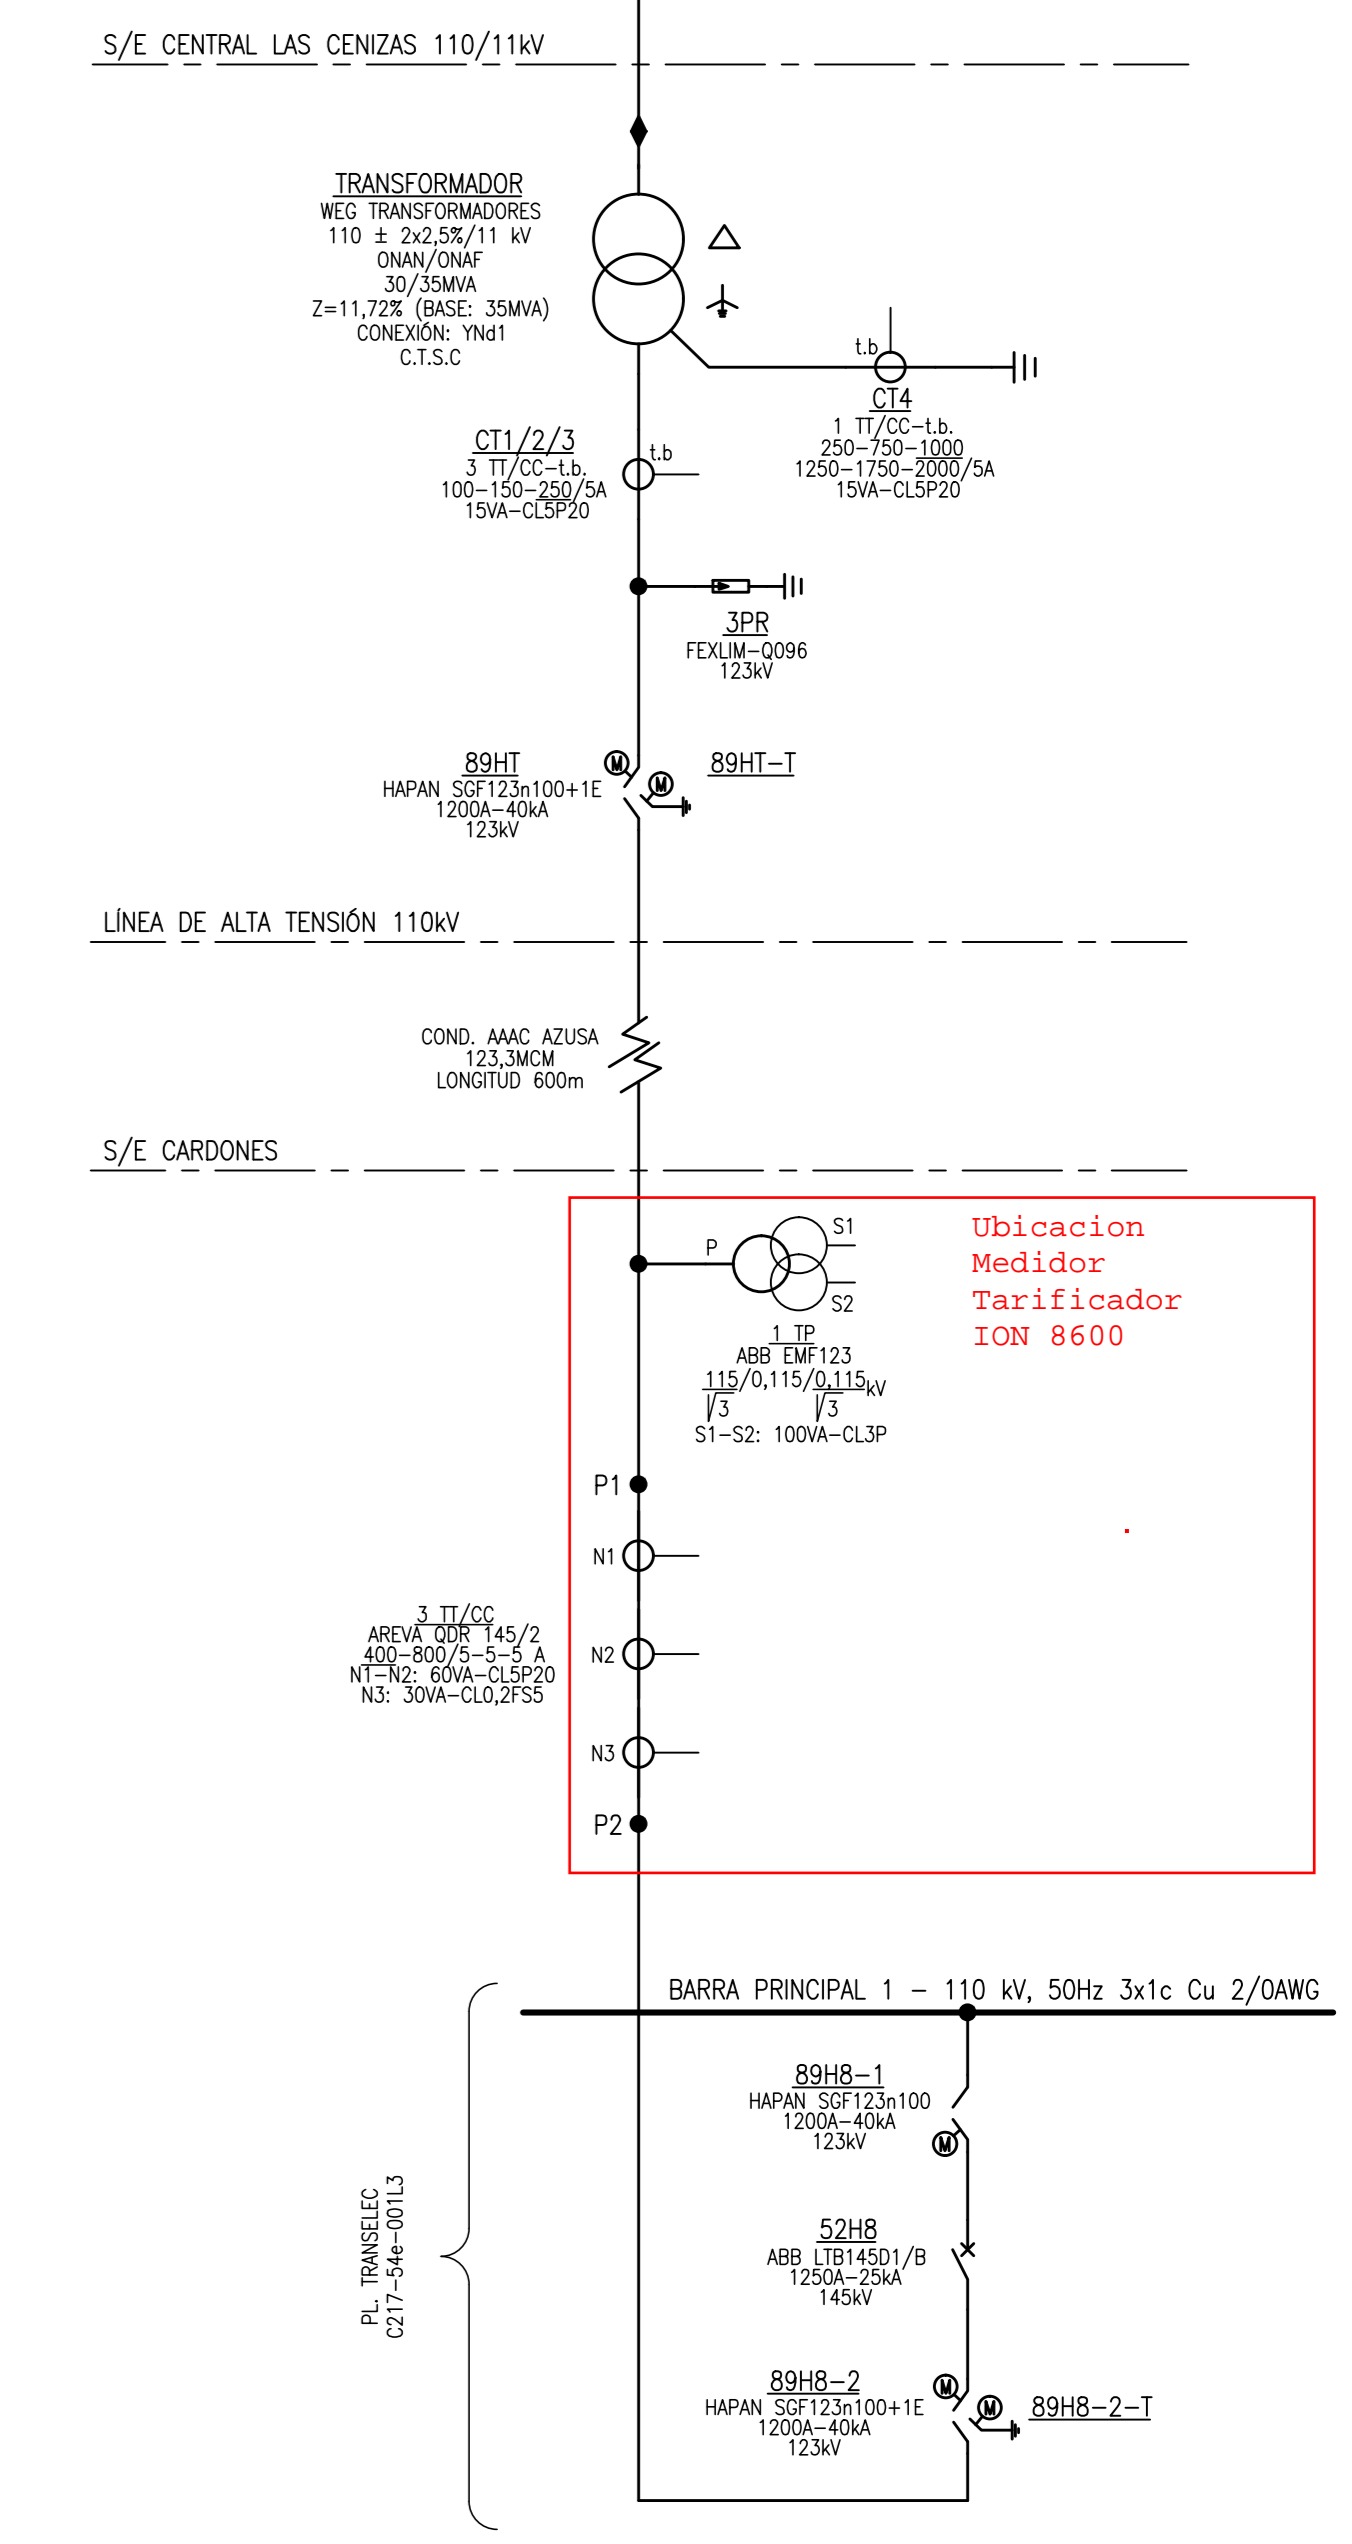 S/E CENTRAL LAS CENIZAS 110/11kV
TRANSFORMADOR
WEG TRANSFORMADORES
110 ± 2x2,5%/11 kV
ONAN/ONAF
30/35MVA
Z=11,72% (BASE: 35MVA)
CONEXIÓN: YNd1
C.T.S.C
t.b
CT4
1 TT/CC-t.b.
250-750-1000
1250-1750-2000/5A
15VA-CL5P20
CT1/2/3
3 TT/CC-t.b.
100-150-250/5A
15VA-CL5P20
t.b
3PR
FEXLIM-Q096
123kV
89HT
HAPAN SGF123n100+1E
1200A-40kA
123kV
M
M
89HT-T
LÍNEA DE ALTA TENSIÓN 110kV
COND. AAAC AZUSA
123,3MCM
LONGITUD 600m
S/E CARDONES
Ubicacion
Medidor
Tarificador
ION 8600
P
S1
S2
1 TP
ABB EMF123
115/0,115/0,115kV
√3 √3
S1-S2: 100VA-CL3P
P1
N1
3 TT/CC
AREVA QDR 145/2
400-800/5-5-5 A
N1-N2: 60VA-CL5P20
N3: 30VA-CL0,2FS5
N2
N3
P2
BARRA PRINCIPAL 1 - 110 kV, 50Hz 3x1c Cu 2/0AWG
89H8-1
HAPAN SGF123n100
1200A-40kA
123kV
M
PL. TRANSELEC
C217-54e-001L3
52H8
ABB LTB145D1/B
1250A-25kA
145kV
89H8-2
HAPAN SGF123n100+1E
1200A-40kA
123kV
M
M
89H8-2-T